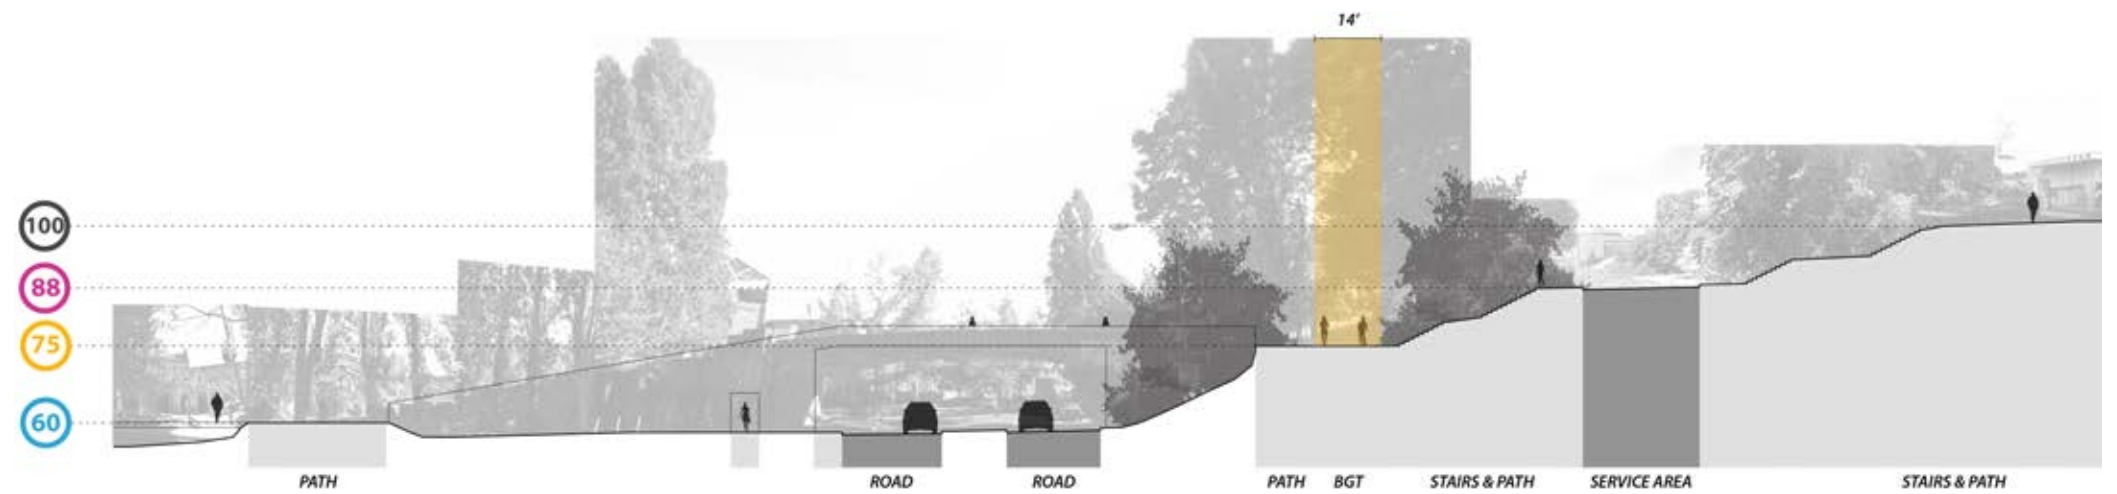 14'
100
88
75
60
PATH
ROAD
ROAD
PATH
BGT
STAIRS & PATH
SERVICE AREA
STAIRS & PATH